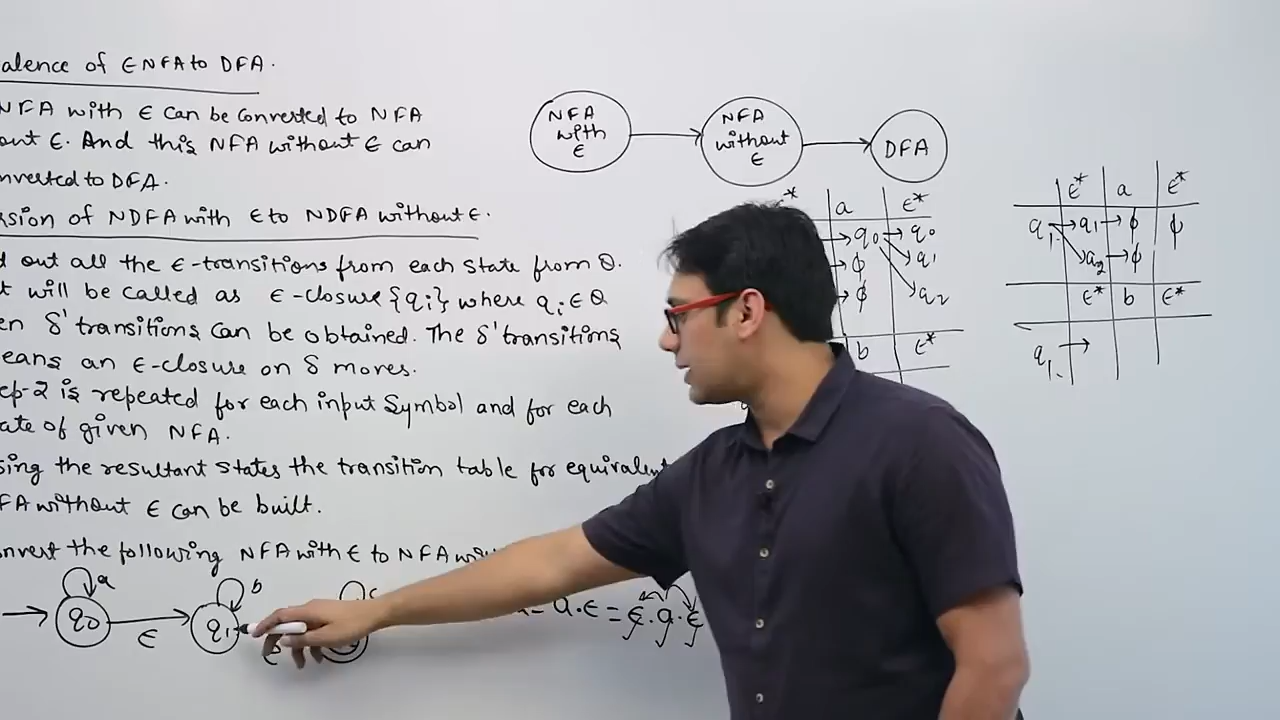 alence of ϵ NFA to DFA.
NFA with ϵ can be converted to NFA
out ϵ. And this NFA without ϵ can
nverted to DFA.
sion of NDFA with ϵ to NDFA without ϵ.
d out all the ϵ-transitions from each state from Q.
t will be called as ϵ-closure {qi} where qi ∈ Q
en δ' transitions can be obtained. The δ' transitions
eans an ϵ-closure on δ moves.
ep-2 is repeated for each input Symbol and for each
ate of given NFA.
sing the resultant states the transition table for equivalent
FA without ϵ can be built.
nvert the following NFA with ϵ to NFA
→ q0 a ϵ q1 b
NFA with ϵ → NFA without ϵ → DFA
* a ϵ*
→ q0 → q0
→ ϕ q1
→ ϕ q2
b ϵ*
ϵ* a ϵ*
q1 → q1 → ϕ ϕ
q2 → ϕ
ϵ* b ϵ*
q1 →
= a.ϵ = ϵ.a.ϵ